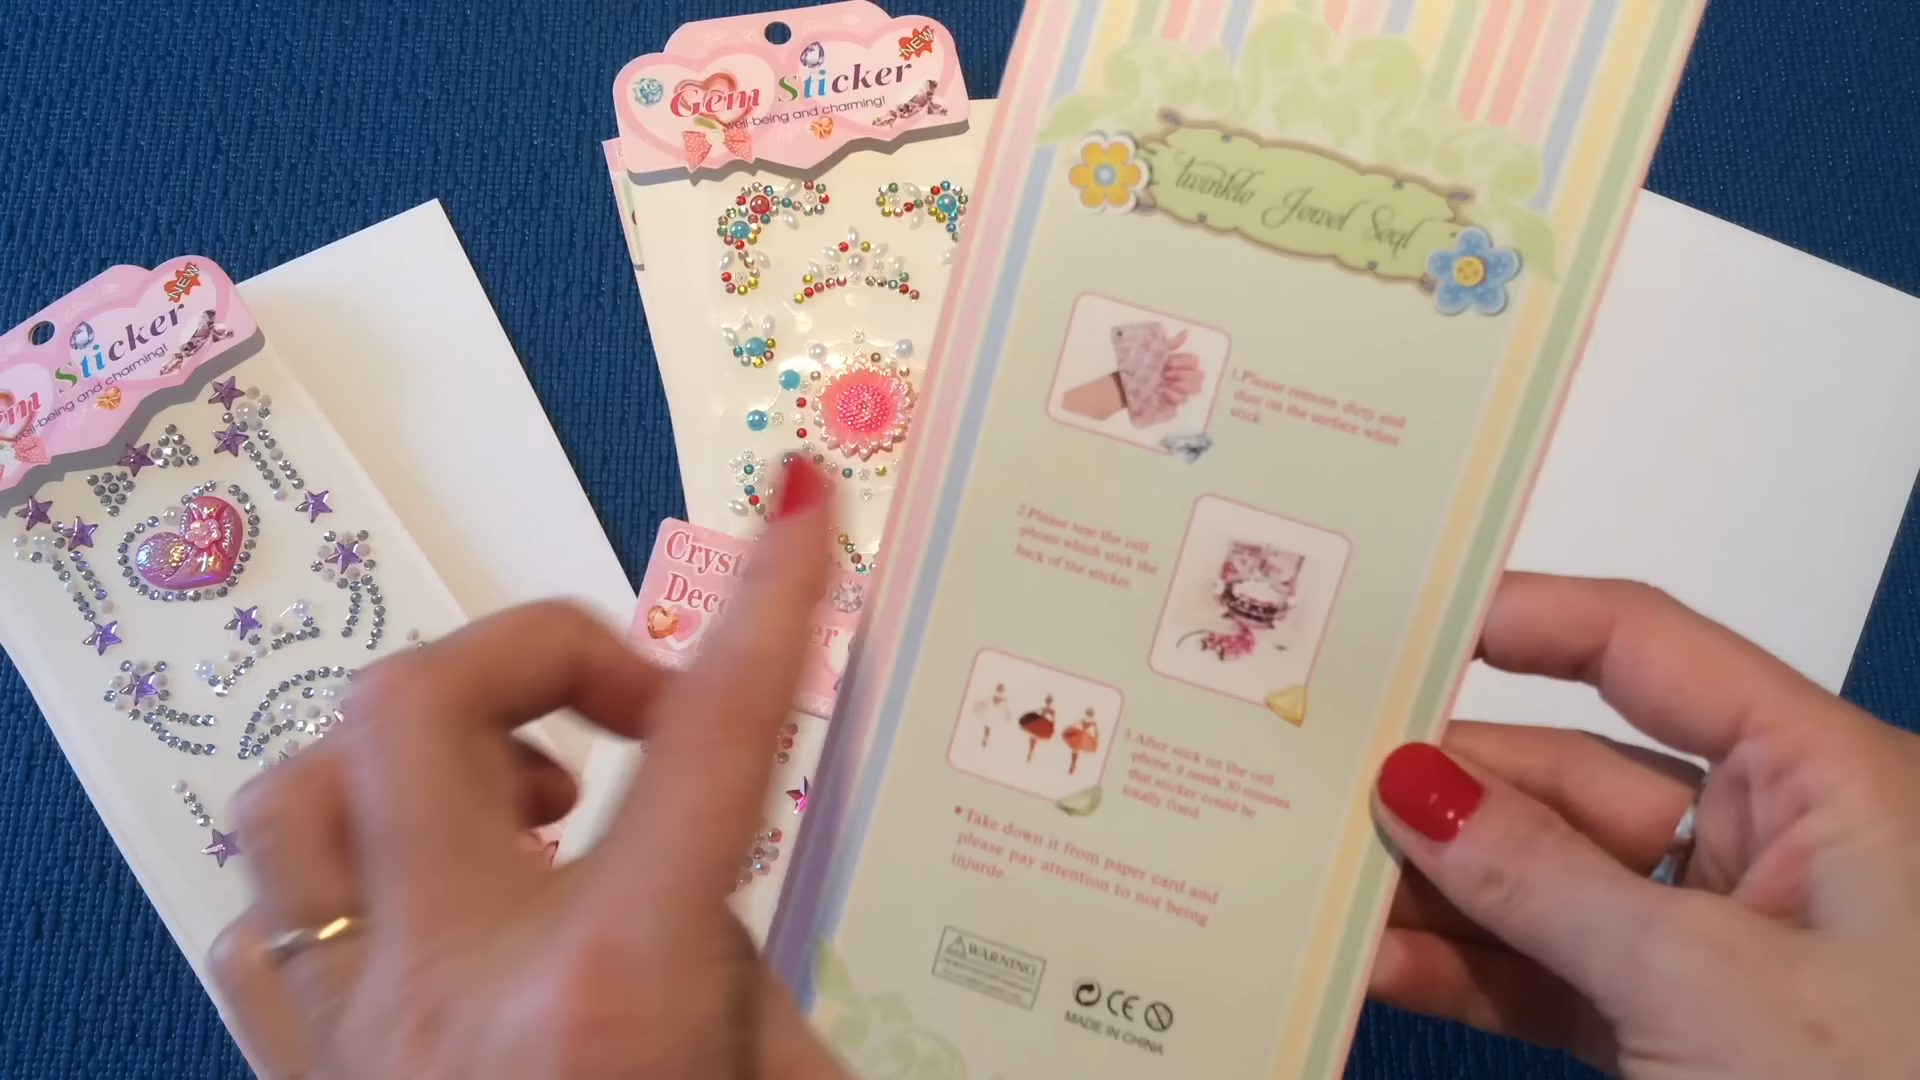 NEW
Gem Sticker
well-being and charming!
NEW
Sticker
well-being and charming!
Cryst
Deco
er
Twinkle Jewel Seal
1.Please remove dirty and
dust on the surface when
stick.
2.Please tear the cell
phone which stick the
back of the sticker.
3.After stick on the cell
phone, it needs 30 minutes
that sticker could be
totally fixed.
• Take down it from paper card and
please pay attention to not being
injurde.
WARNING
CE
MADE IN CHINA